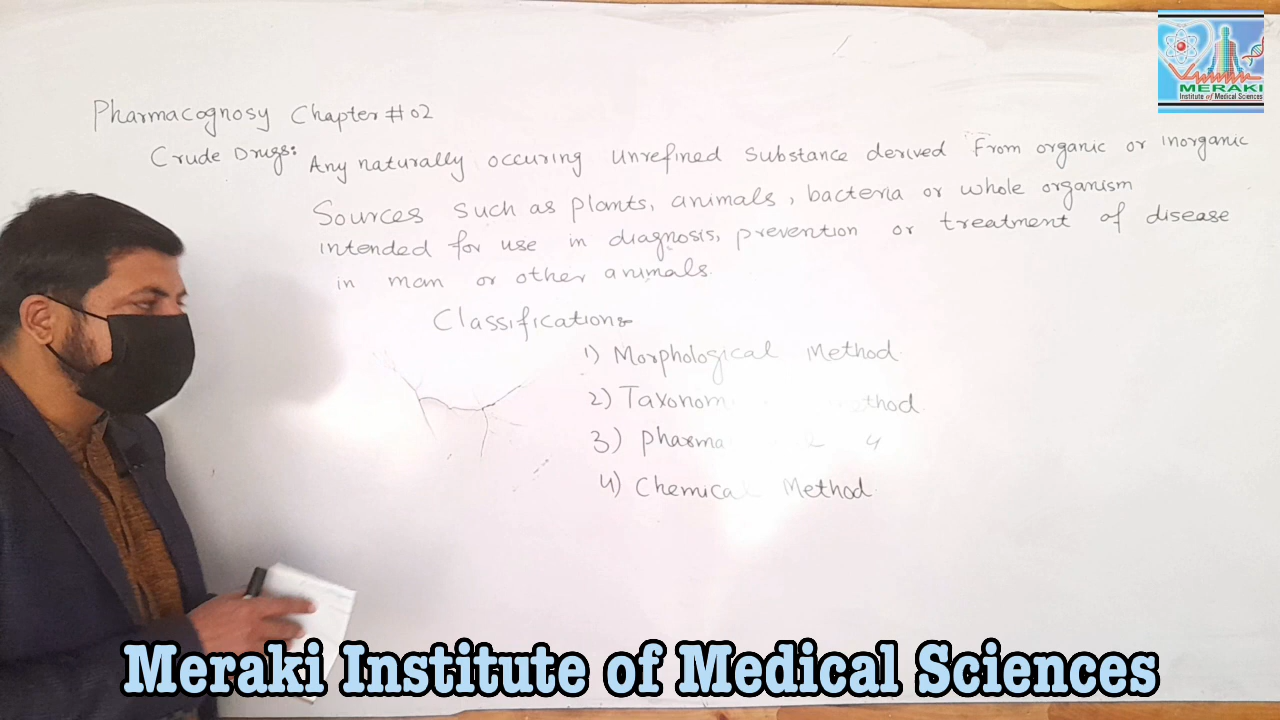 Pharmacognosy Chapter #02
Crude Drugs: Any naturally occuring unrefined substance derived from organic or inorganic
Sources such as plants, animals, bacteria or whole organism
intended for use in diagnosis, prevention or treatment of disease
in man or other animals.
Classification
1) Morphological Method
2)
3)
4) Chemical Method
MERAKI
Institute of Medical Sciences
Meraki Institute of Medical Sciences